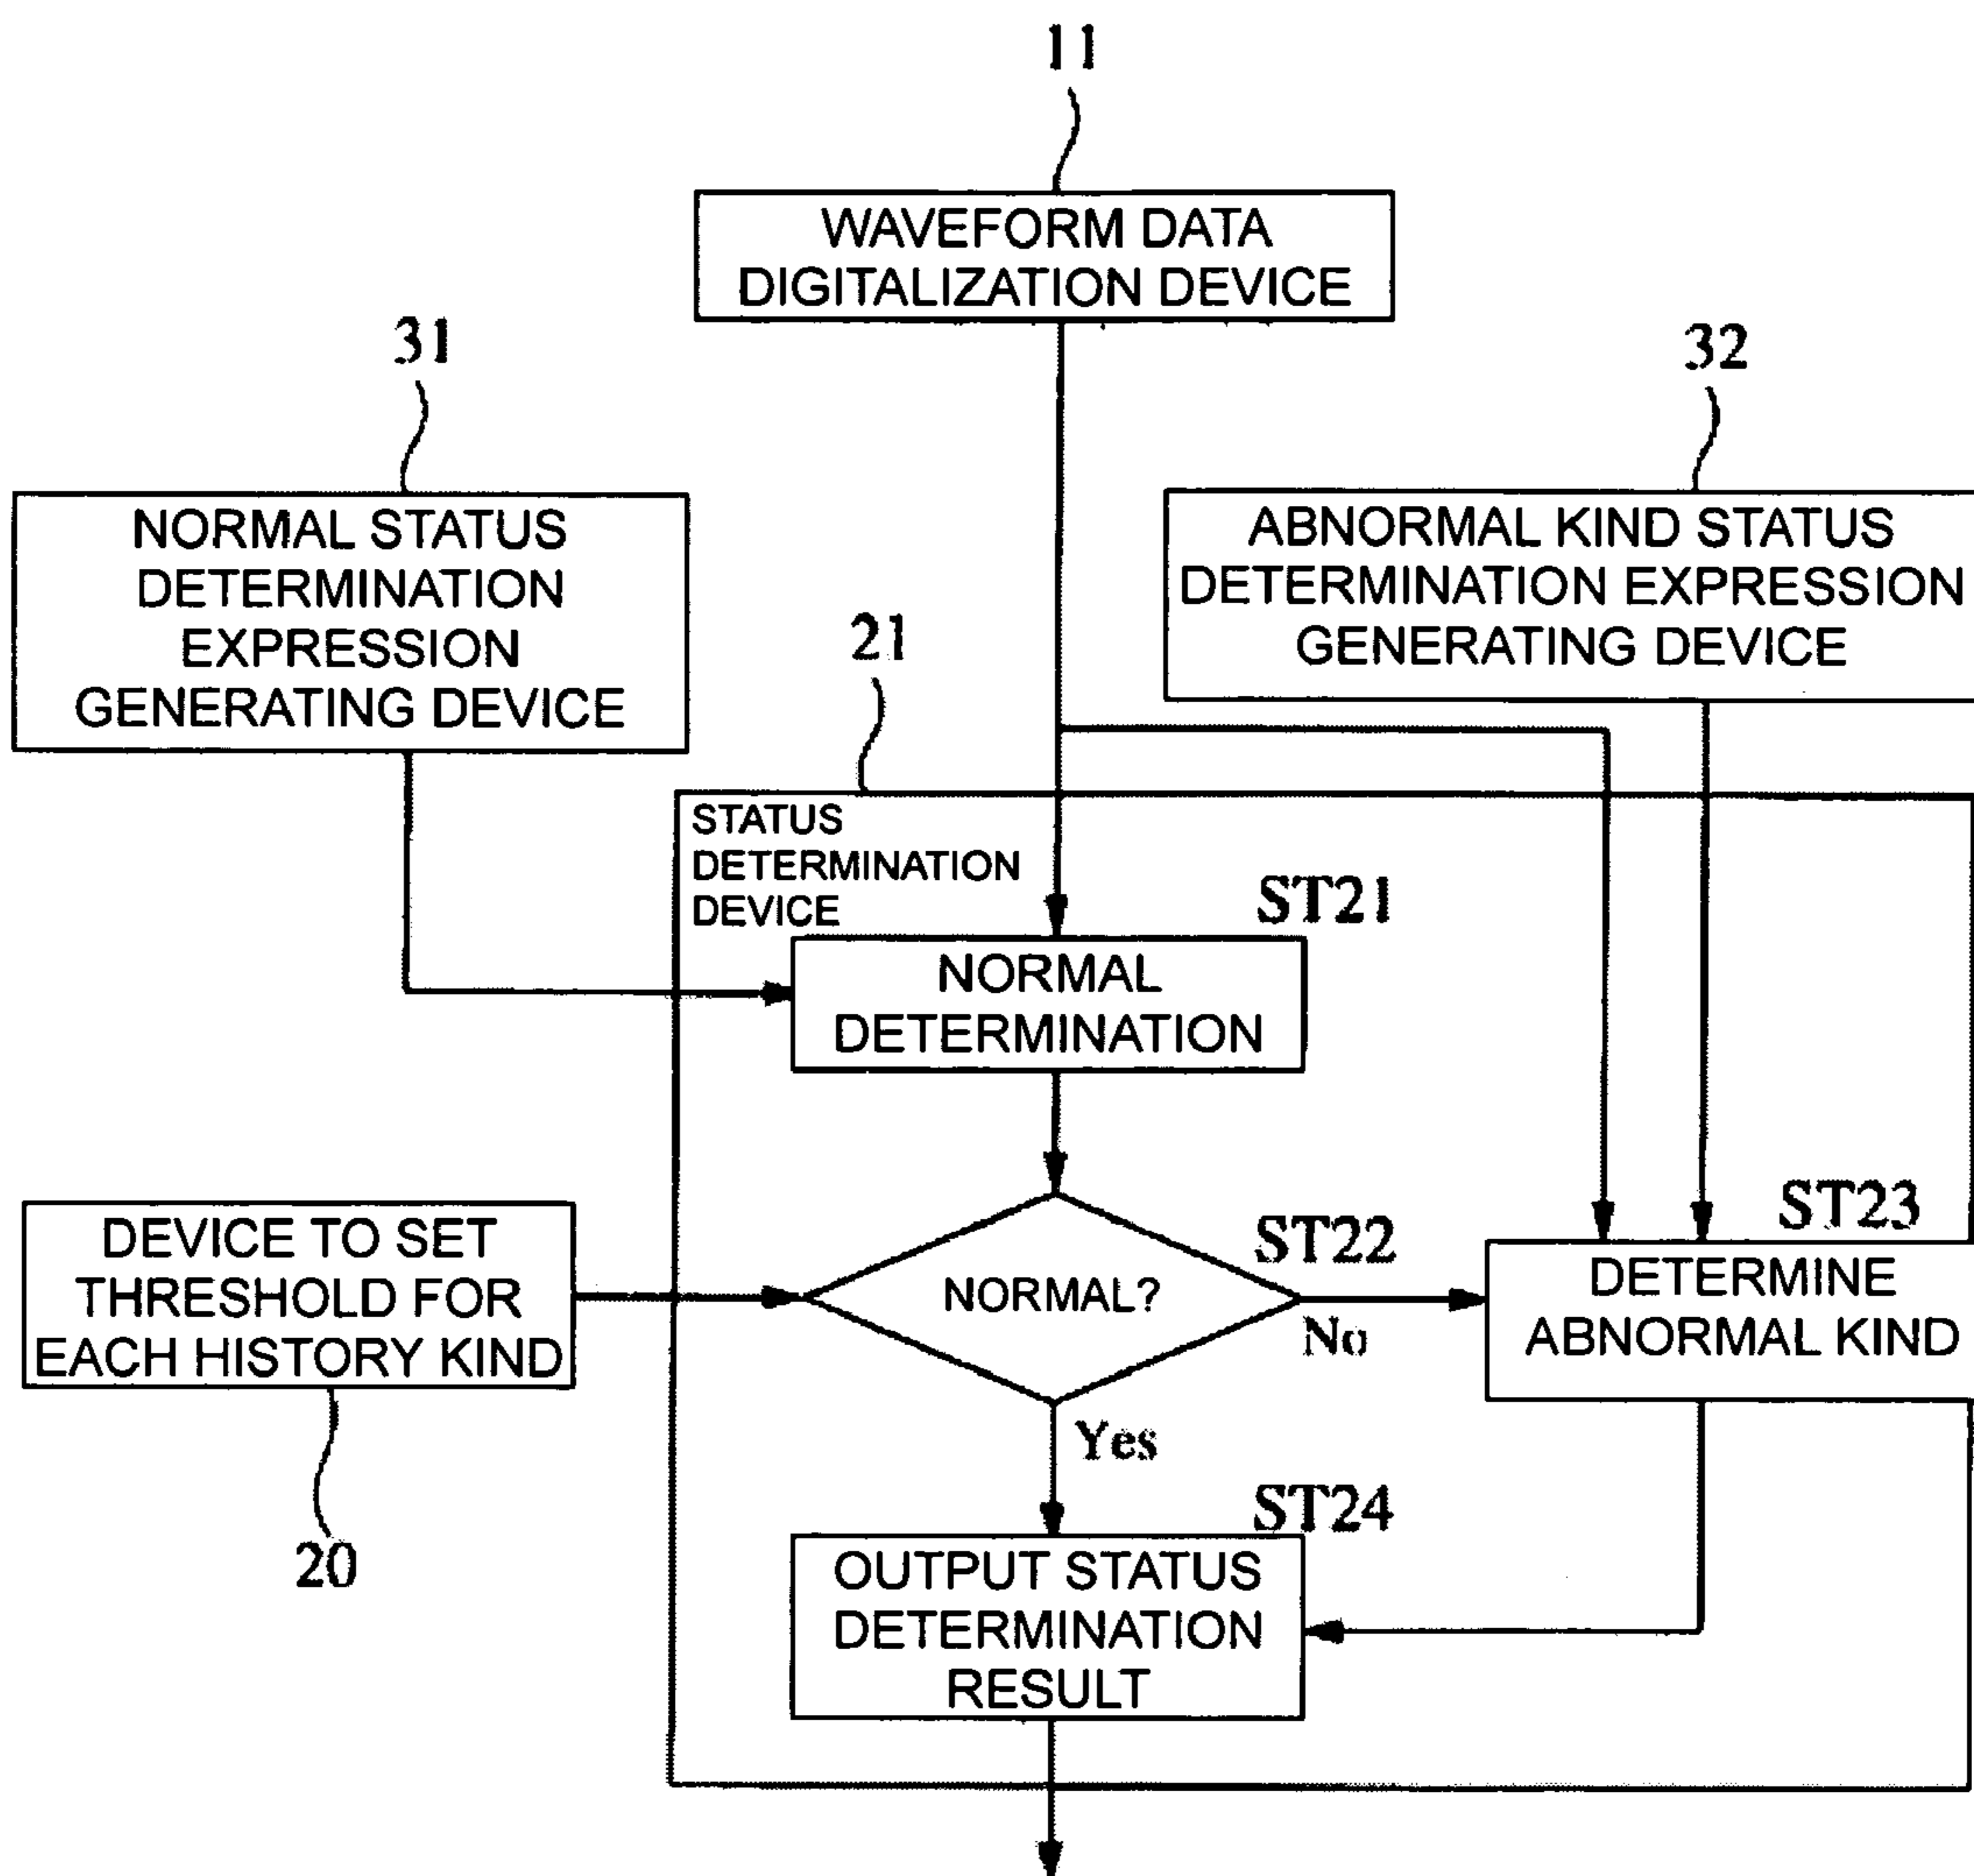 11
WAVEFORM DATA
DIGITALIZATION DEVICE
31
NORMAL STATUS
DETERMINATION
EXPRESSION
GENERATING DEVICE
32
ABNORMAL KIND STATUS
DETERMINATION EXPRESSION
GENERATING DEVICE
21
STATUS
DETERMINATION
DEVICE
ST21
NORMAL
DETERMINATION
DEVICE TO SET
THRESHOLD FOR
EACH HISTORY KIND
20
ST22
NORMAL?
No
Yes
ST23
DETERMINE
ABNORMAL KIND
ST24
OUTPUT STATUS
DETERMINATION
RESULT